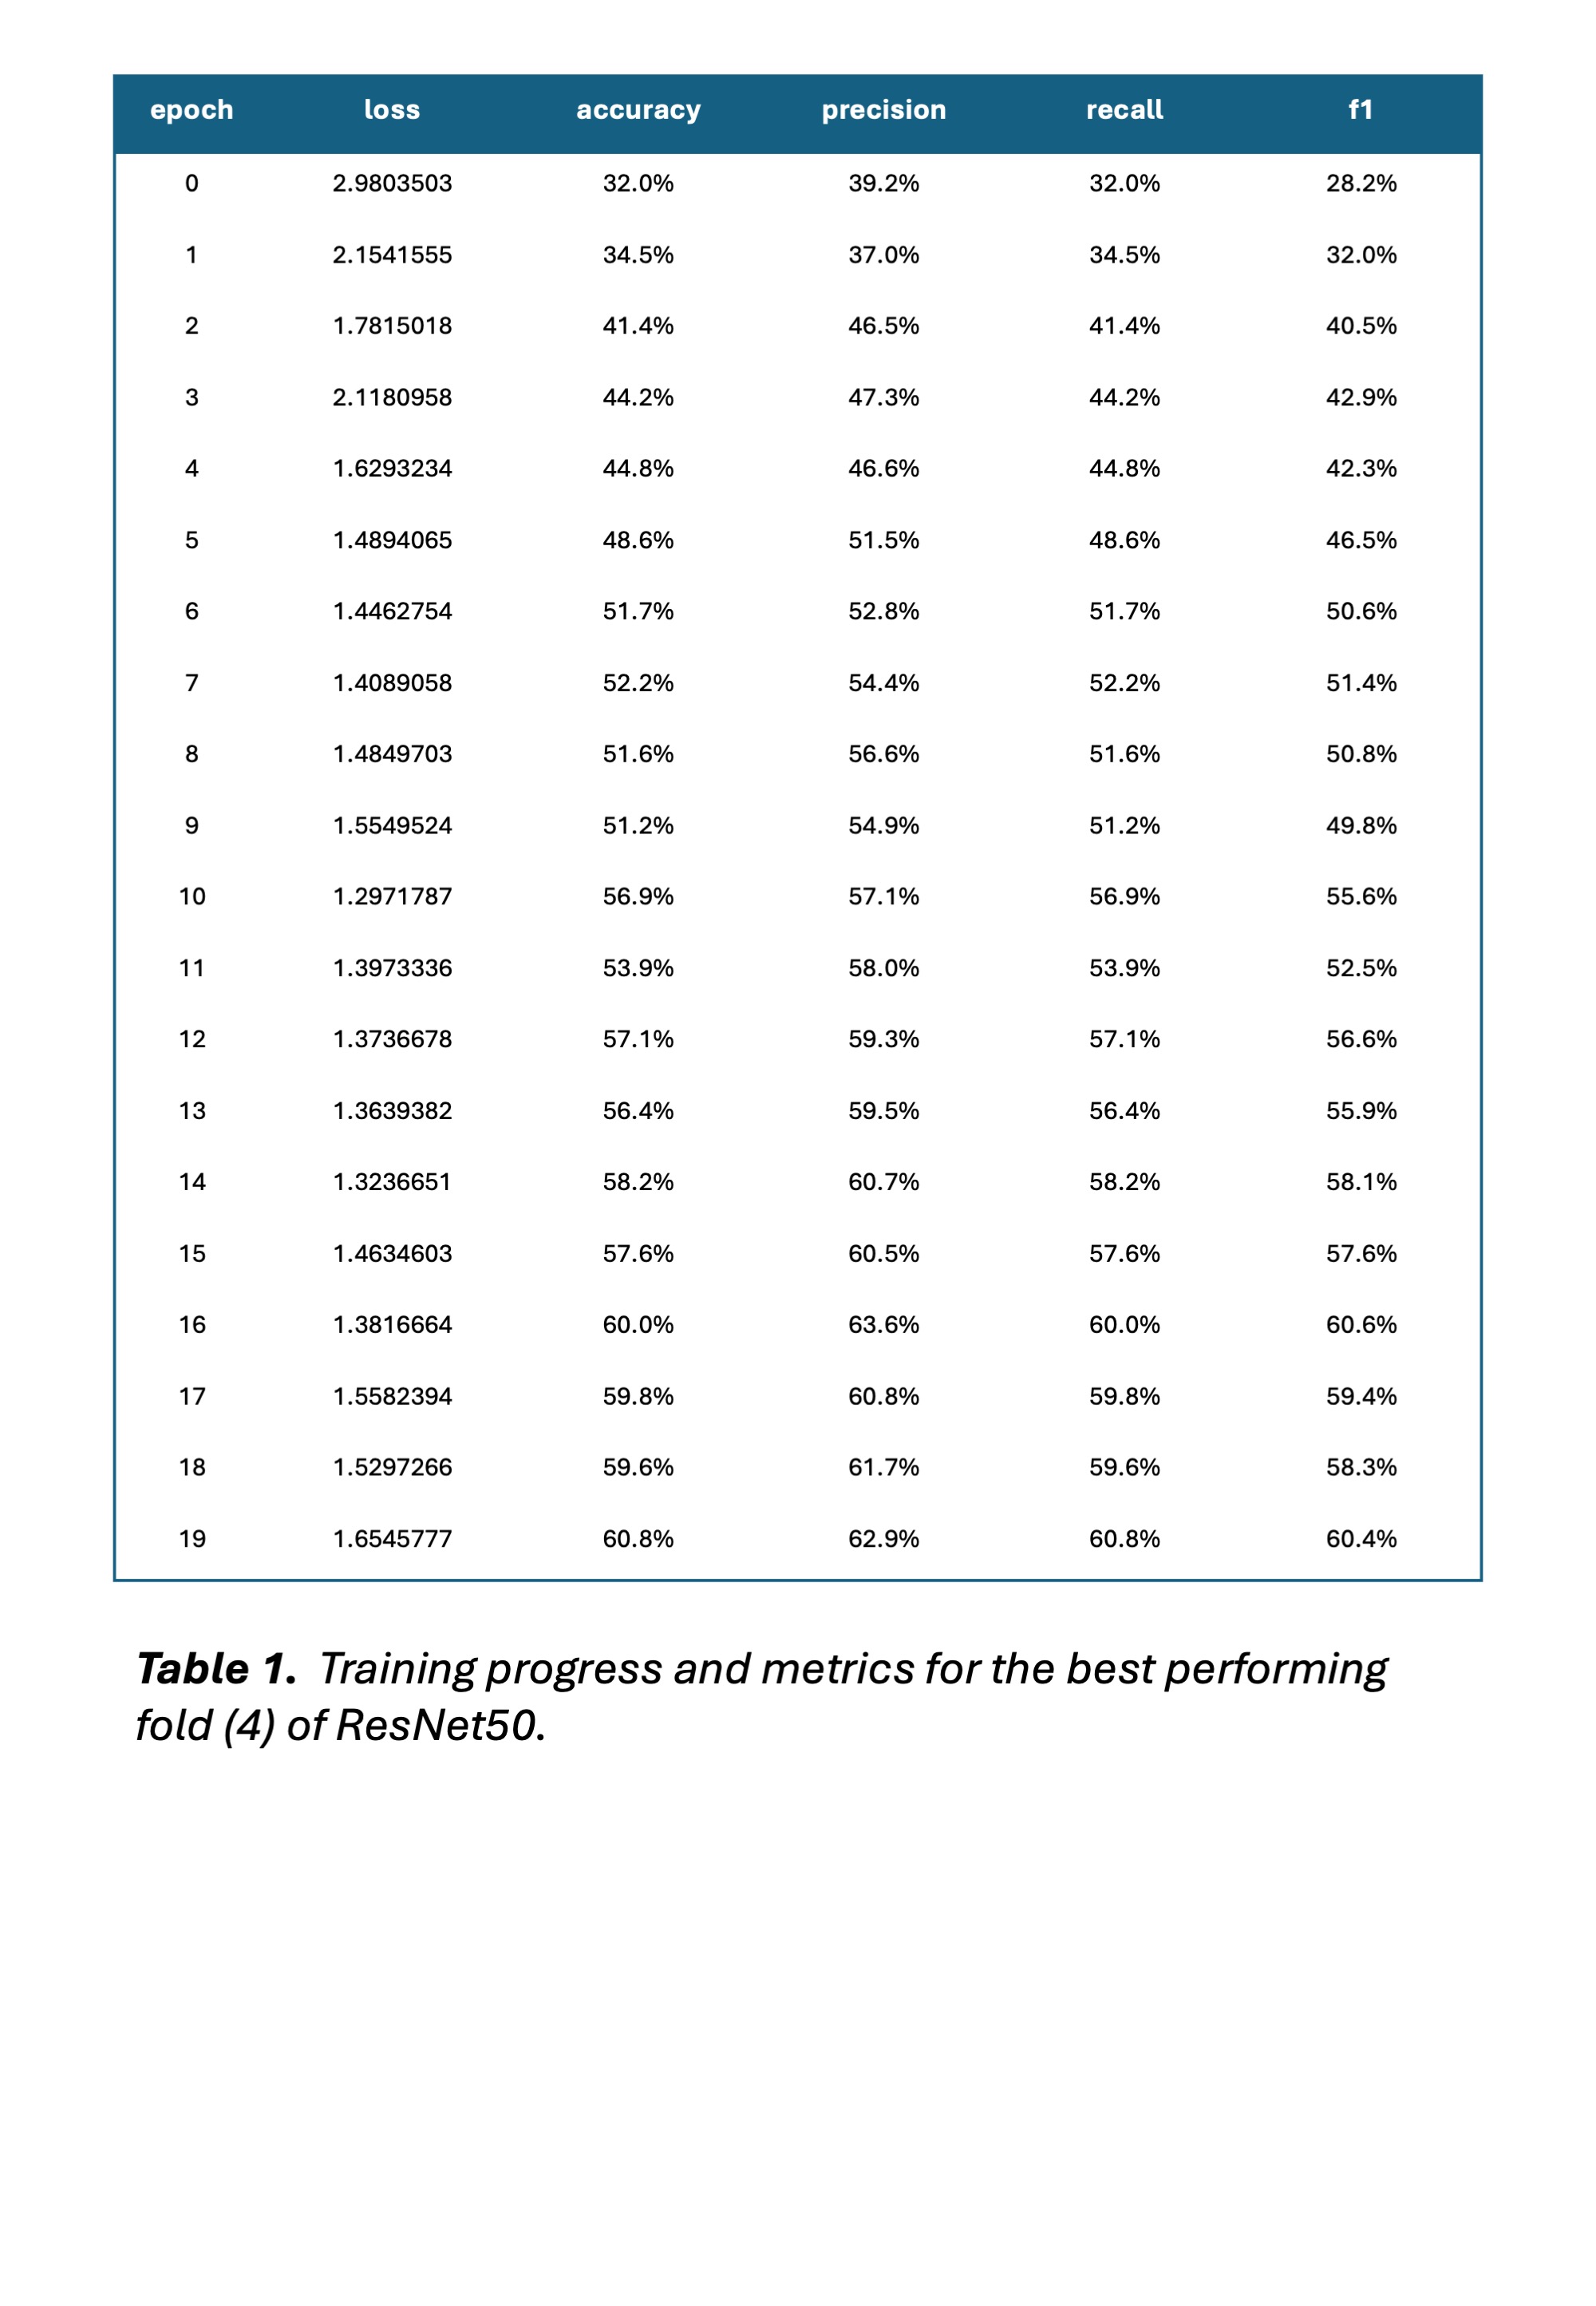 epoch loss accuracy precision recall f1
0 2.9803503 32.0% 39.2% 32.0% 28.2%
1 2.1541555 34.5% 37.0% 34.5% 32.0%
2 1.7815018 41.4% 46.5% 41.4% 40.5%
3 2.1180958 44.2% 47.3% 44.2% 42.9%
4 1.6293234 44.8% 46.6% 44.8% 42.3%
5 1.4894065 48.6% 51.5% 48.6% 46.5%
6 1.4462754 51.7% 52.8% 51.7% 50.6%
7 1.4089058 52.2% 54.4% 52.2% 51.4%
8 1.4849703 51.6% 56.6% 51.6% 50.8%
9 1.5549524 51.2% 54.9% 51.2% 49.8%
10 1.2971787 56.9% 57.1% 56.9% 55.6%
11 1.3973336 53.9% 58.0% 53.9% 52.5%
12 1.3736678 57.1% 59.3% 57.1% 56.6%
13 1.3639382 56.4% 59.5% 56.4% 55.9%
14 1.3236651 58.2% 60.7% 58.2% 58.1%
15 1.4634603 57.6% 60.5% 57.6% 57.6%
16 1.3816664 60.0% 63.6% 60.0% 60.6%
17 1.5582394 59.8% 60.8% 59.8% 59.4%
18 1.5297266 59.6% 61.7% 59.6% 58.3%
19 1.6545777 60.8% 62.9% 60.8% 60.4%
Table 1. Training progress and metrics for the best performing
fold (4) of ResNet50.